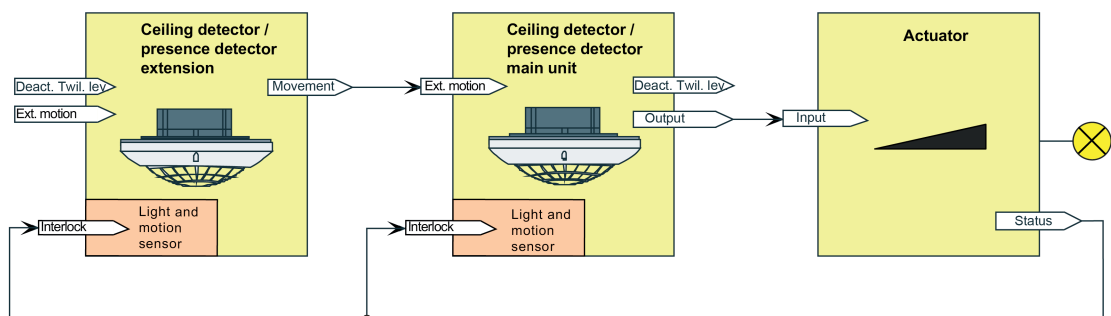 Ceiling detector /
presence detector
extension
Deact. Twil. lev
Ext. motion
Movement
Interlock
Light and
motion
sensor
Ceiling detector /
presence detector
main unit
Ext. motion
Deact. Twil. lev
Output
Interlock
Light and
motion
sensor
Actuator
Input
Status